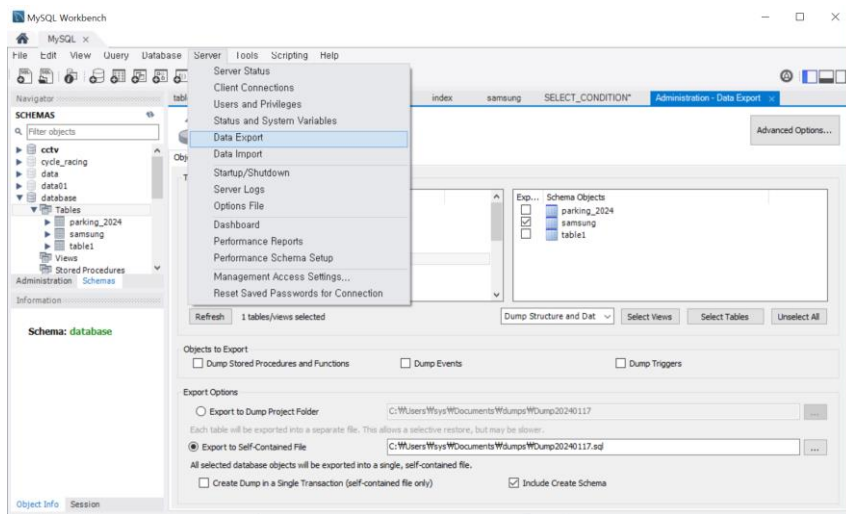 MySQL Workbench
MySQL ×
File Edit View Query Database Server Tools Scripting Help
Navigator
SCHEMAS
Filter objects
cctv
cycle_racing
data
data01
database
Tables
parking_2024
samsung
table1
Views
Stored Procedures
Administration Schemas
Information
Schema: database
Object Info Session
Server Status
Client Connections
Users and Privileges
Status and System Variables
Data Export
Data Import
Startup/Shutdown
Server Logs
Options File
Dashboard
Performance Reports
Performance Schema Setup
Management Access Settings...
Reset Saved Passwords for Connection
index samsung SELECT_CONDITION* Administration - Data Export ×
Advanced Options...
Exp... Schema Objects
parking_2024
samsung
table1
Refresh 1 tables/views selected Dump Structure and Dat Select Views Select Tables Unselect All
Objects to Export
Dump Stored Procedures and Functions Dump Events Dump Triggers
Export Options
Export to Dump Project Folder C:₩Users₩sys₩Documents₩dumps₩Dump20240117 ...
Each table will be exported into a separate file. This allows a selective restore, but may be slower.
Export to Self-Contained File C:₩Users₩sys₩Documents₩dumps₩Dump20240117.sql ...
All selected database objects will be exported into a single, self-contained file.
Create Dump in a Single Transaction (self-contained file only) Include Create Schema